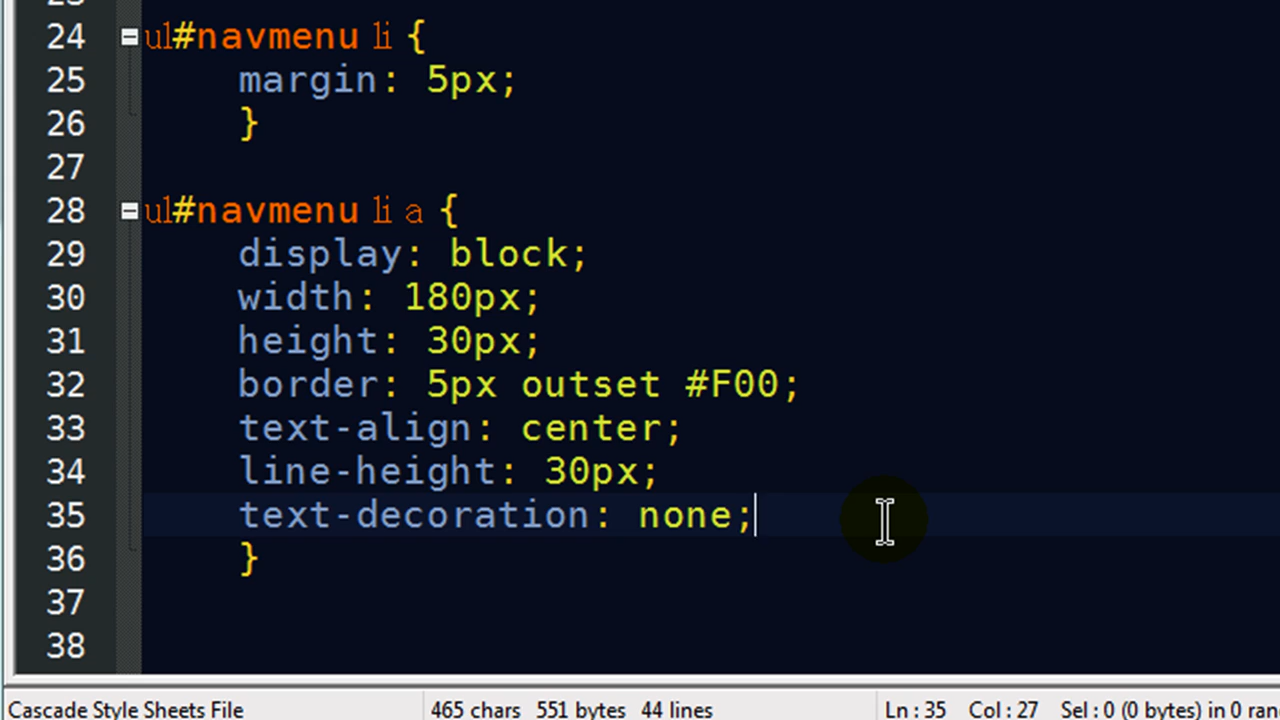 24 ul#navmenu li {
25 margin: 5px;
26 }
27
28 ul#navmenu li a {
29 display: block;
30 width: 180px;
31 height: 30px;
32 border: 5px outset #F00;
33 text-align: center;
34 line-height: 30px;
35 text-decoration: none;
36 }
37
38
Cascade Style Sheets File 465 chars 551 bytes 44 lines Ln : 35 Col : 27 Sel : 0 (0 bytes) in 0 ran